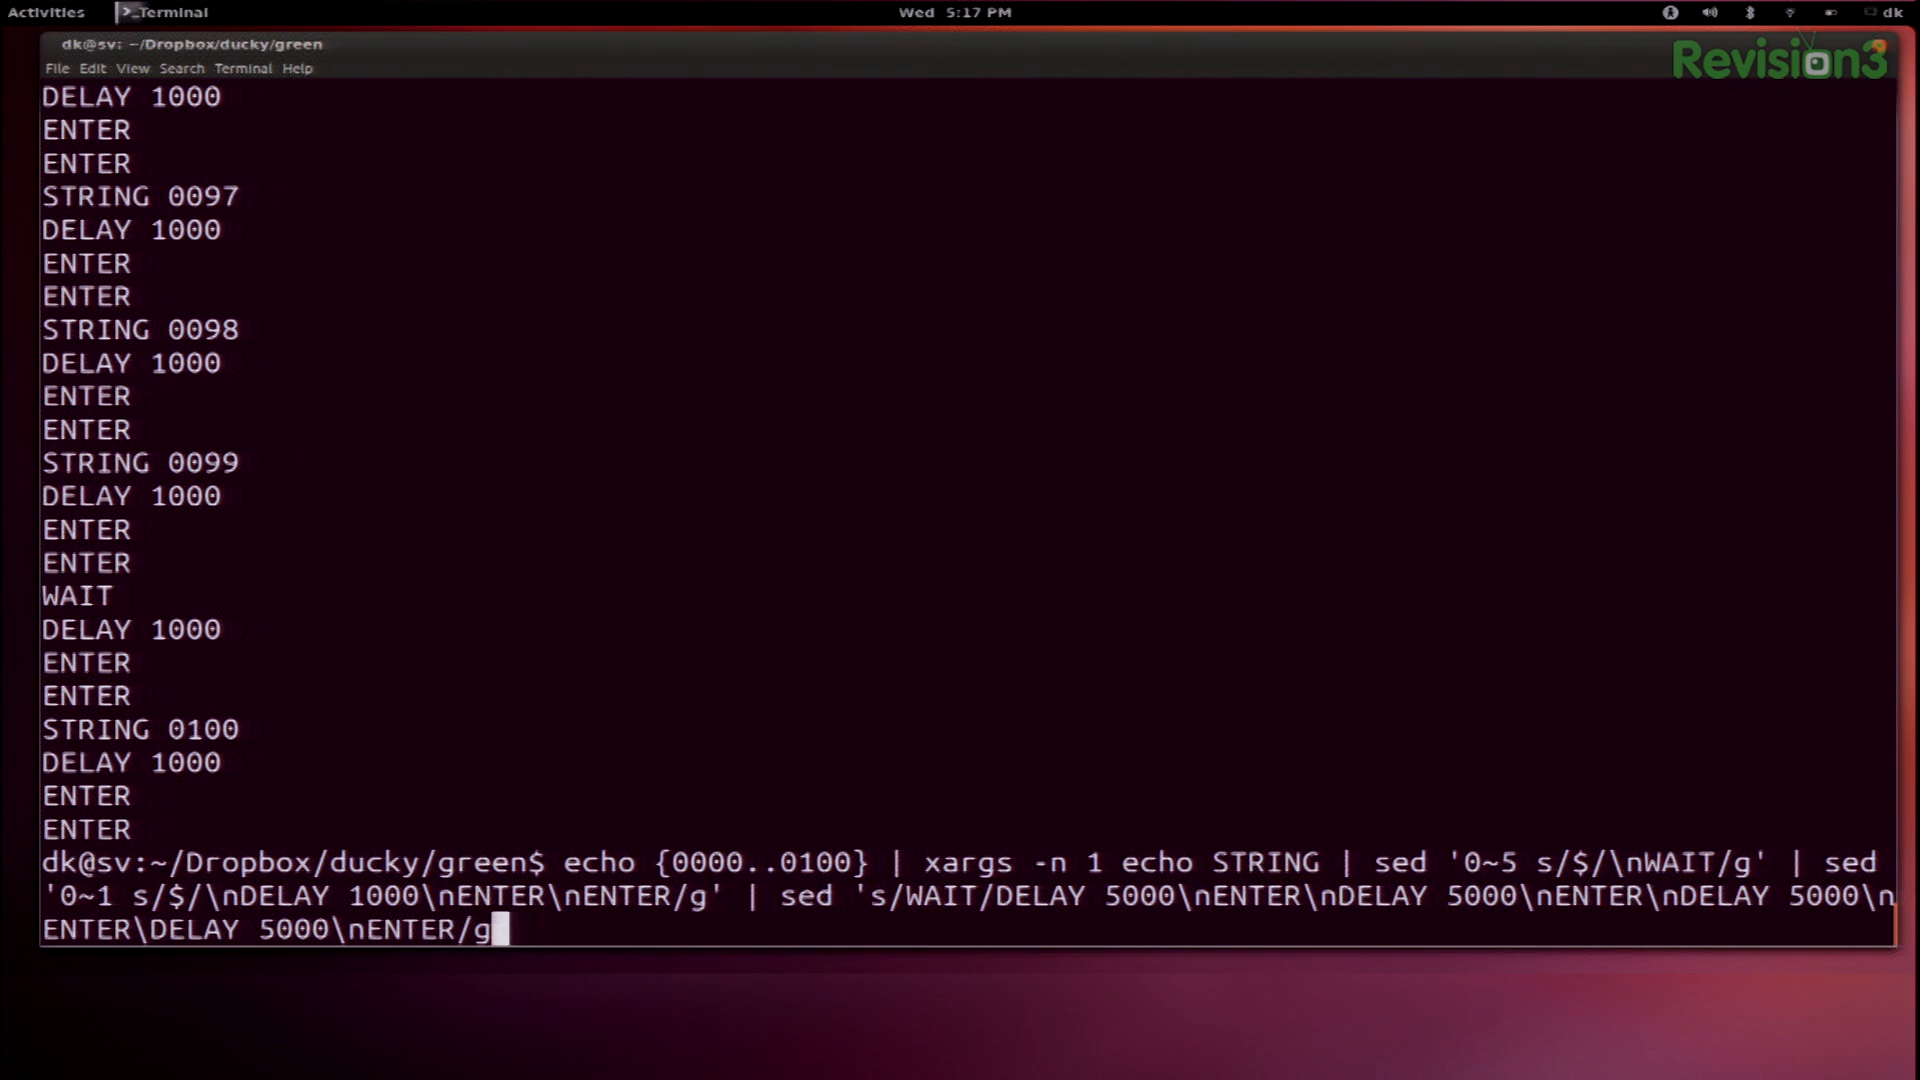 Activities >_Terminal Wed 5:17 PM dk
dk@sv: ~/Dropbox/ducky/green
Revision3
File Edit View Search Terminal Help
DELAY 1000
ENTER
ENTER
STRING 0097
DELAY 1000
ENTER
ENTER
STRING 0098
DELAY 1000
ENTER
ENTER
STRING 0099
DELAY 1000
ENTER
ENTER
WAIT
DELAY 1000
ENTER
ENTER
STRING 0100
DELAY 1000
ENTER
ENTER
dk@sv:~/Dropbox/ducky/green$ echo {0000..0100} | xargs -n 1 echo STRING | sed '0~5 s/$/\nWAIT/g' | sed
'0~1 s/$/\nDELAY 1000\nENTER\nENTER/g' | sed 's/WAIT/DELAY 5000\nENTER\nDELAY 5000\nENTER\nDELAY 5000\n
ENTER\DELAY 5000\nENTER/g